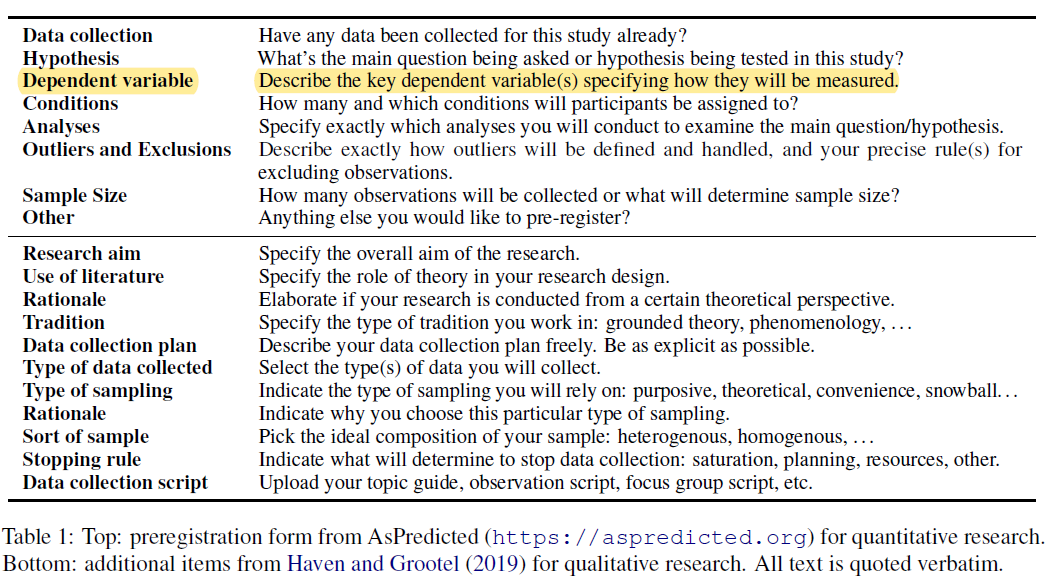 Data collection Have any data been collected for this study already?
Hypothesis What's the main question being asked or hypothesis being tested in this study?
Dependent variable Describe the key dependent variable(s) specifying how they will be measured.
Conditions How many and which conditions will participants be assigned to?
Analyses Specify exactly which analyses you will conduct to examine the main question/hypothesis.
Outliers and Exclusions Describe exactly how outliers will be defined and handled, and your precise rule(s) for
excluding observations.
Sample Size How many observations will be collected or what will determine sample size?
Other Anything else you would like to pre-register?
Research aim Specify the overall aim of the research.
Use of literature Specify the role of theory in your research design.
Rationale Elaborate if your research is conducted from a certain theoretical perspective.
Tradition Specify the type of tradition you work in: grounded theory, phenomenology, ...
Data collection plan Describe your data collection plan freely. Be as explicit as possible.
Type of data collected Select the type(s) of data you will collect.
Type of sampling Indicate the type of sampling you will rely on: purposive, theoretical, convenience, snowball...
Rationale Indicate why you choose this particular type of sampling.
Sort of sample Pick the ideal composition of your sample: heterogenous, homogenous, ...
Stopping rule Indicate what will determine to stop data collection: saturation, planning, resources, other.
Data collection script Upload your topic guide, observation script, focus group script, etc.
Table 1: Top: preregistration form from AsPredicted (https://aspredicted.org) for quantitative research.
Bottom: additional items from Haven and Grootel (2019) for qualitative research. All text is quoted verbatim.